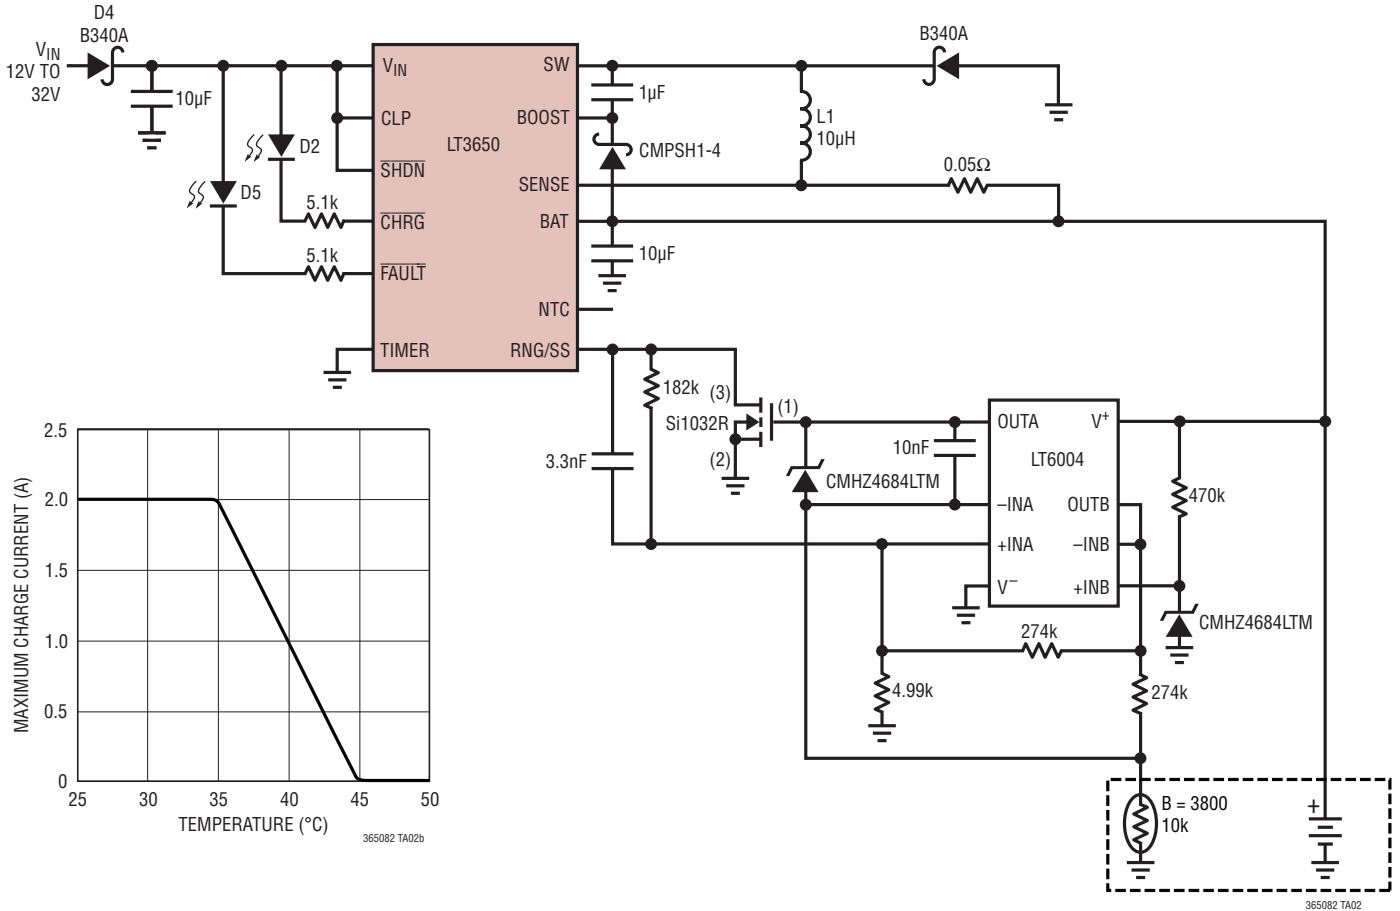 D4
B340A
VIN
12V TO
32V
10µF
D2
D5
5.1k
5.1k
VIN
CLP
SHDN
CHRG
FAULT
TIMER
LT3650
SW
BOOST
SENSE
BAT
NTC
RNG/SS
1µF
CMPSH1-4
10µF
B340A
L1
10µH
0.05Ω
182k
3.3nF
(3)
Si1032R
(2)
(1)
CMHZ4684LTM
10nF
OUTA
–INA
+INA
V–
LT6004
V+
OUTB
–INB
+INB
470k
CMHZ4684LTM
274k
4.99k
274k
B = 3800
10k
+
365082 TA02
MAXIMUM CHARGE CURRENT (A)
2.5
2.0
1.5
1.0
0.5
0
25 30 35 40 45 50
TEMPERATURE (°C)
365082 TA02b